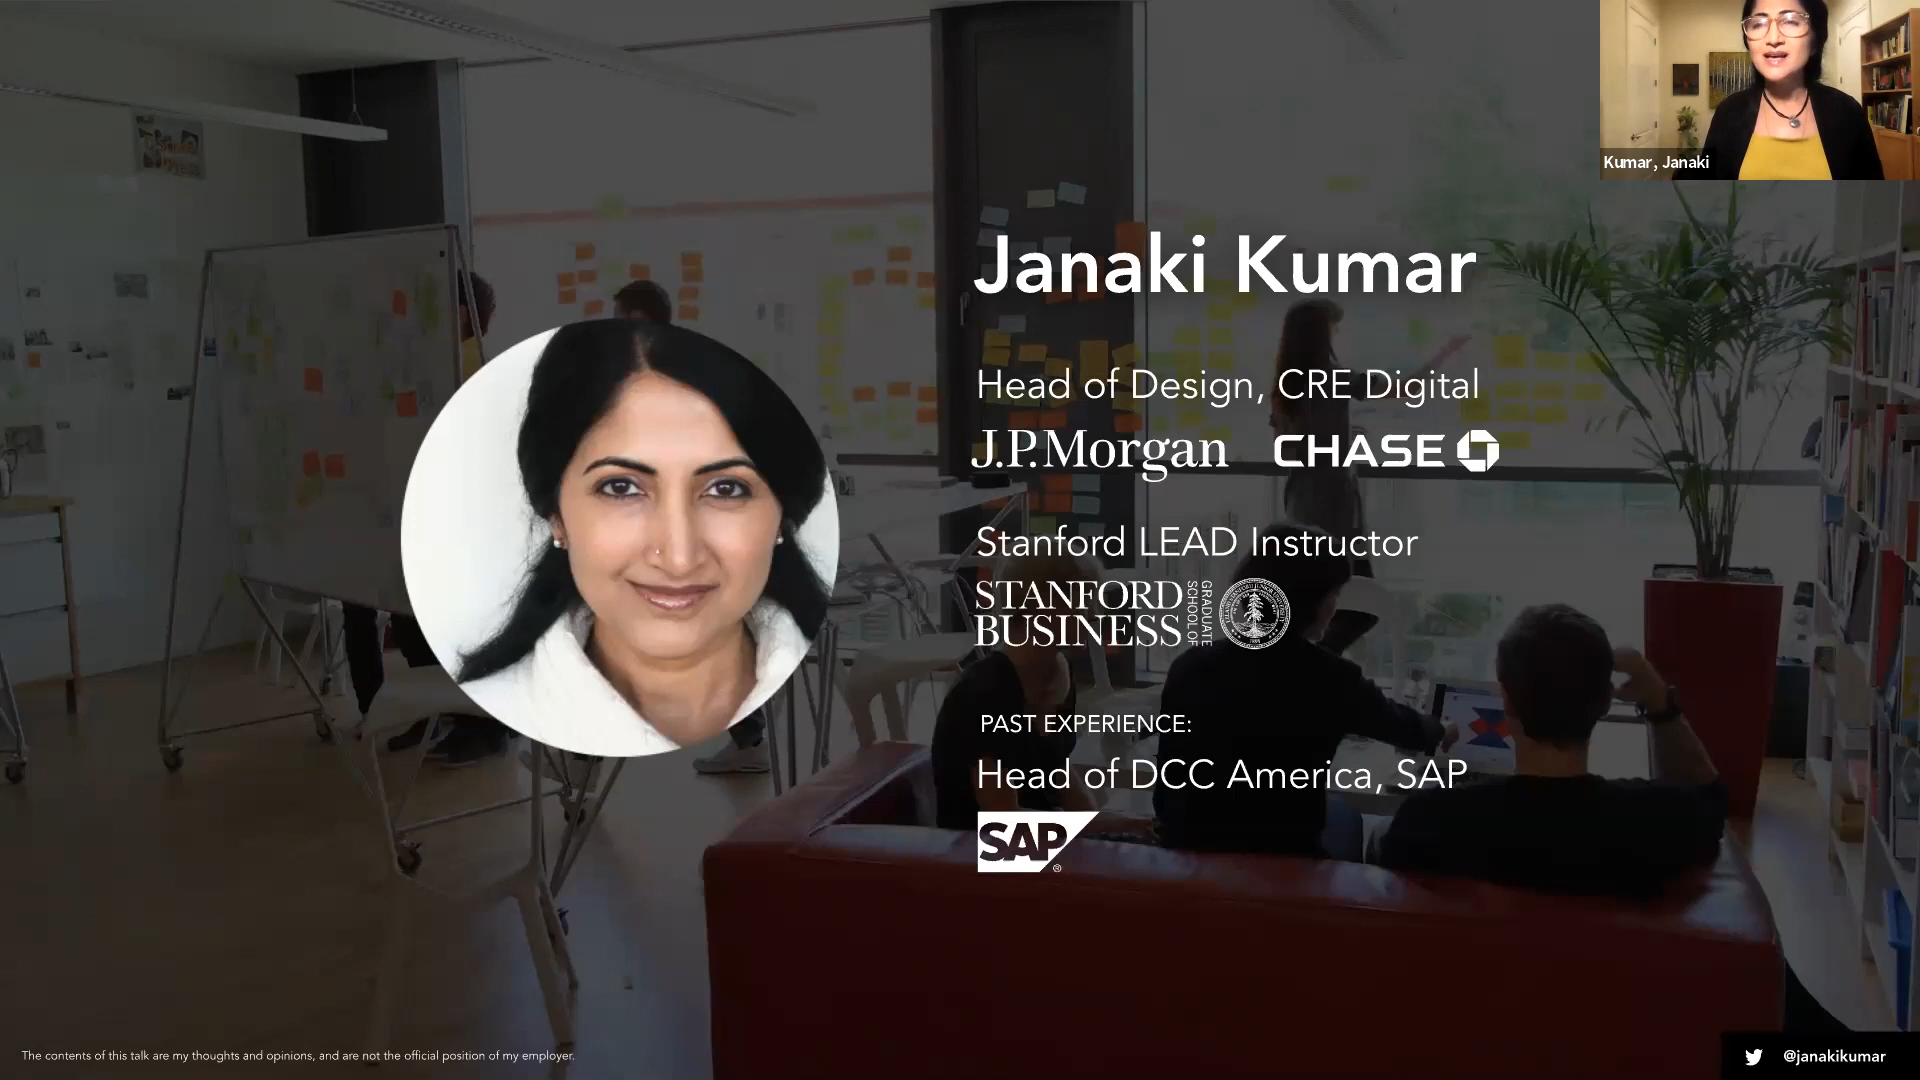 Kumar, Janaki
Janaki Kumar
Head of Design, CRE Digital
J.P.Morgan CHASE
Stanford LEAD Instructor
STANFORD
BUSINESS
GRADUATE
SCHOOL OF
PAST EXPERIENCE:
Head of DCC America, SAP
SAP®
The contents of this talk are my thoughts and opinions, and are not the official position of my employer.
@janakikumar